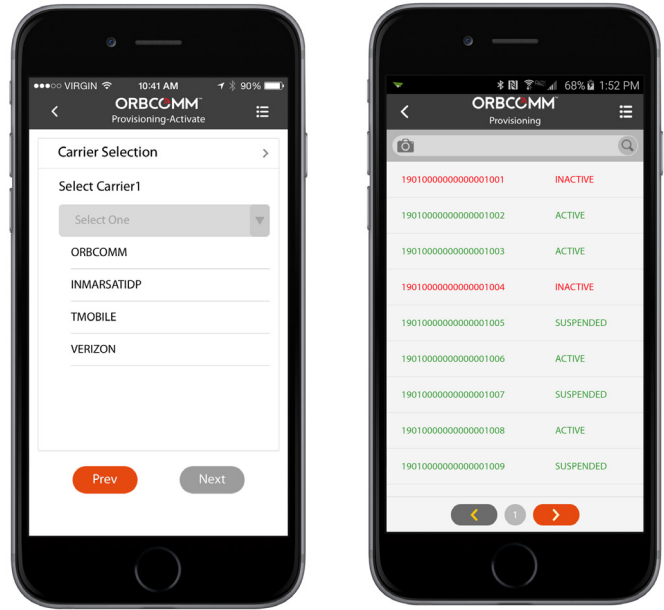 ●●●○○ VIRGIN 10:41 AM 90%
ORBCOMM™
Provisioning-Activate
Carrier Selection
Select Carrier1
Select One
ORBCOMM
INMARSATIDP
TMOBILE
VERIZON
Prev Next
68% 1:52 PM
ORBCOMM™
Provisioning
19010000000000001001 INACTIVE
19010000000000001002 ACTIVE
19010000000000001003 ACTIVE
19010000000000001004 INACTIVE
19010000000000001005 SUSPENDED
19010000000000001006 ACTIVE
19010000000000001007 SUSPENDED
19010000000000001008 ACTIVE
19010000000000001009 SUSPENDED
1